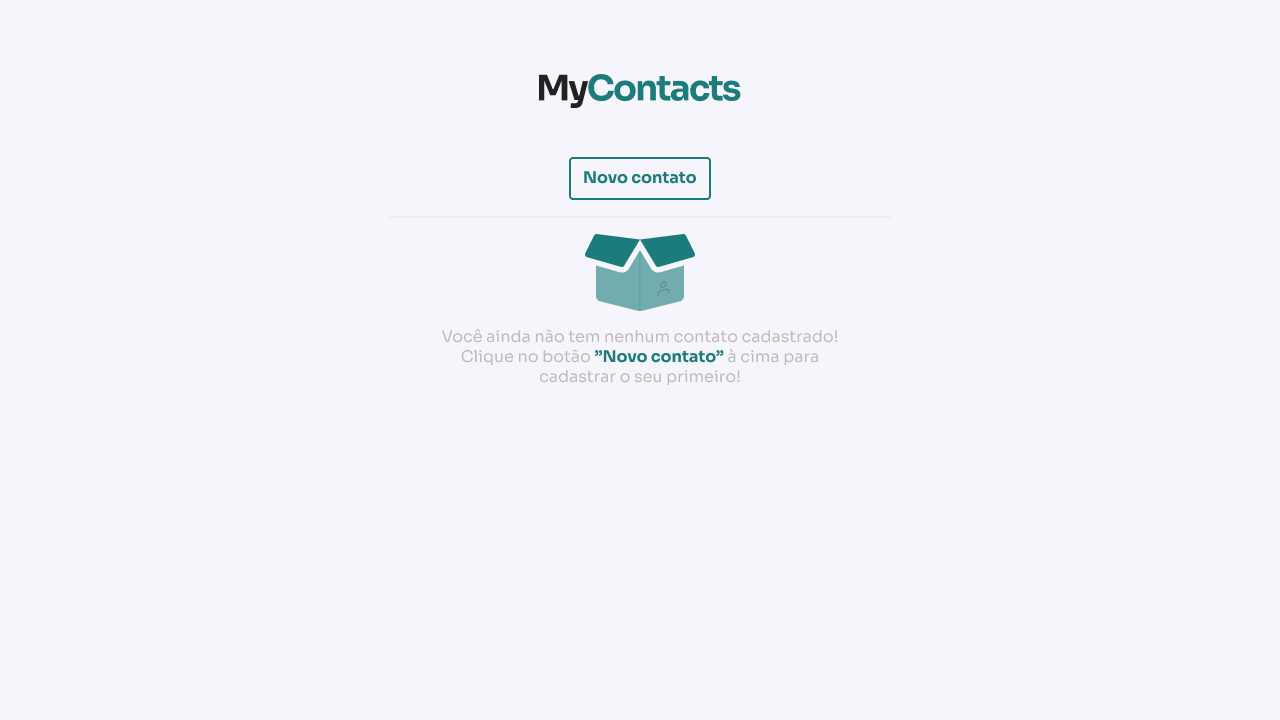 MyContacts
Novo contato
Você ainda não tem nenhum contato cadastrado!
Clique no botão ”Novo contato” à cima para
cadastrar o seu primeiro!